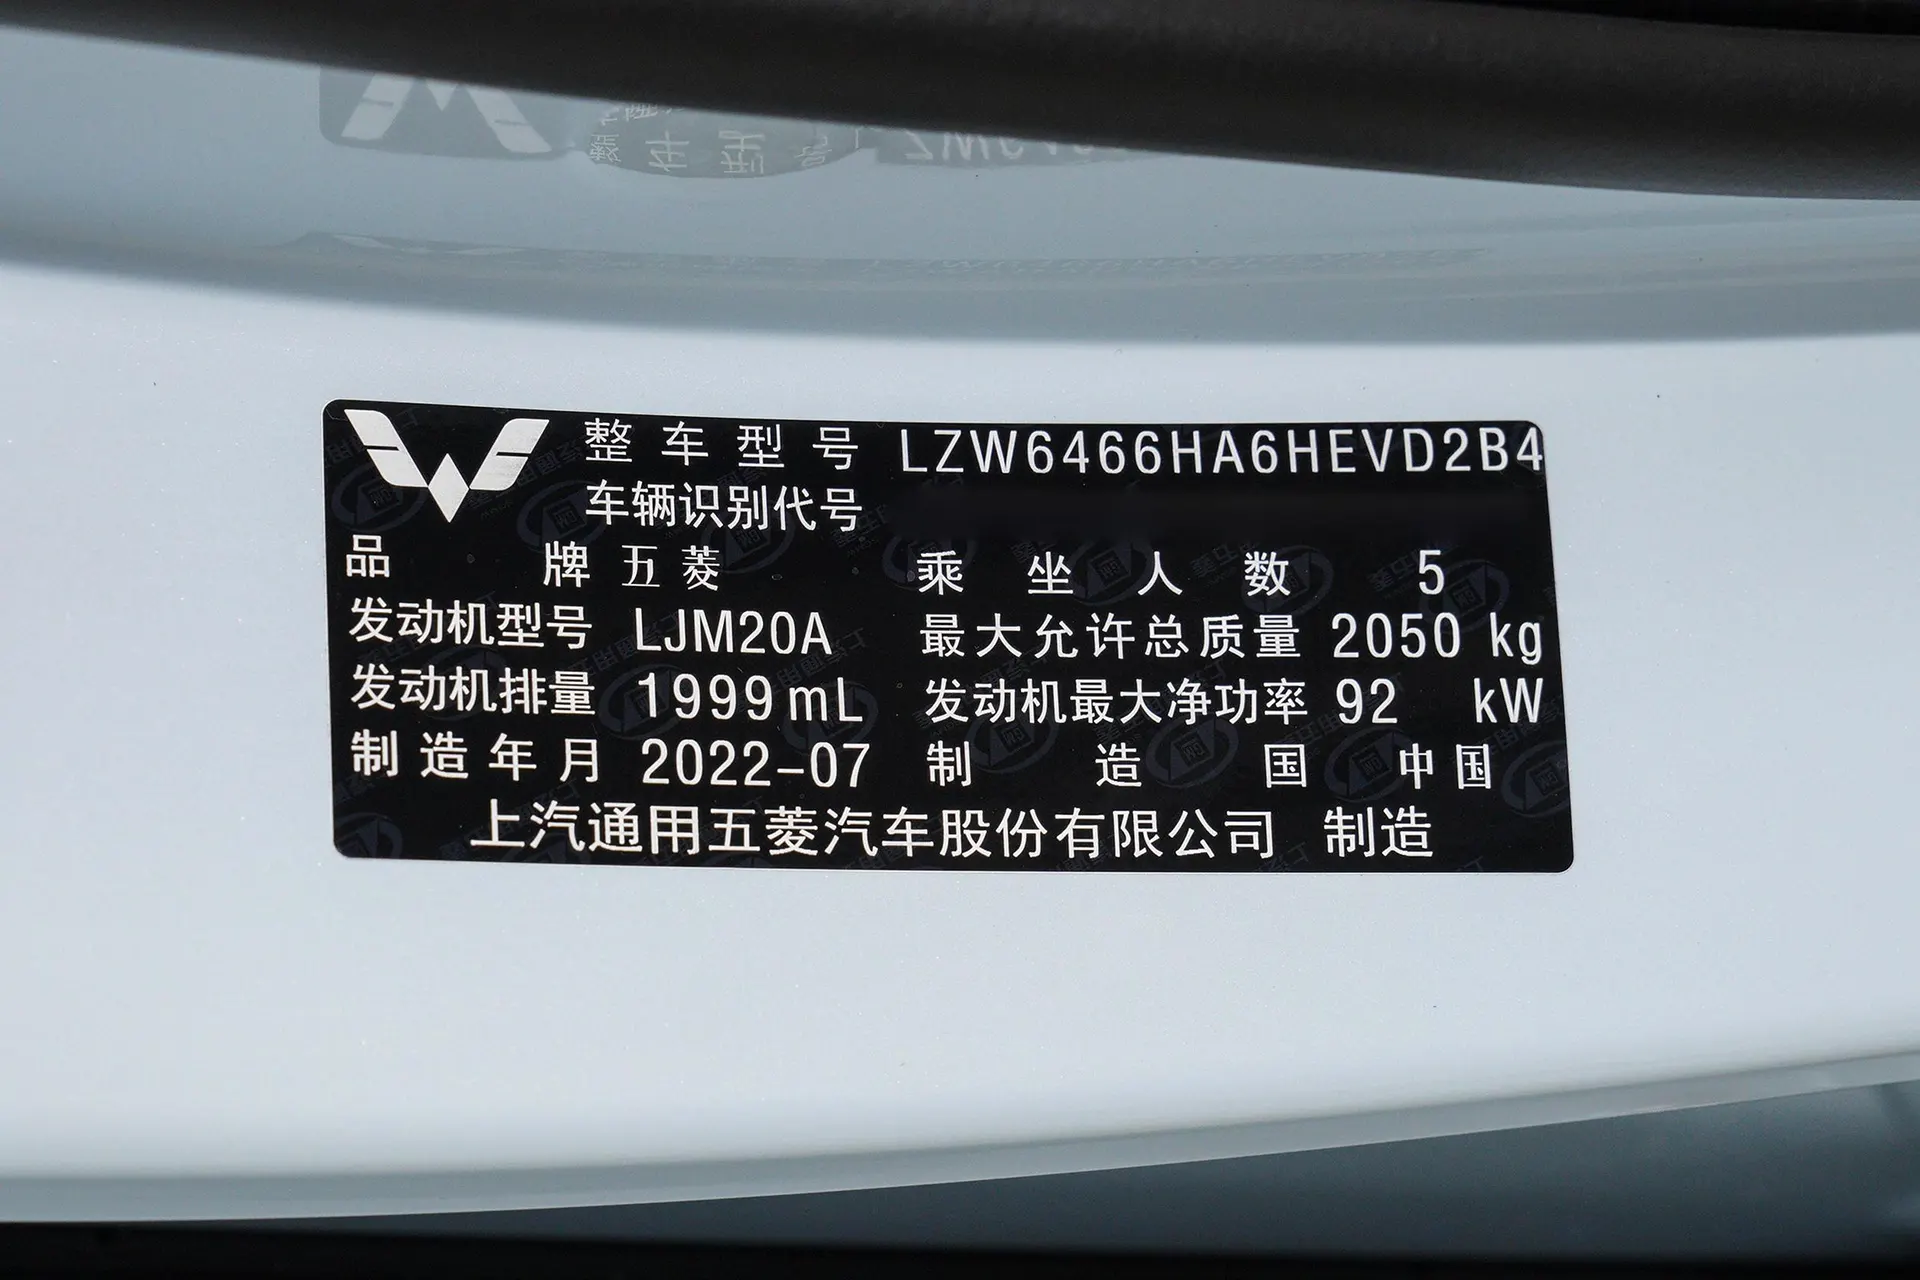 整车型号 LZW6466HA6HEVD2B4
车辆识别代号
品牌 五菱 乘坐人数 5
发动机型号 LJM20A 最大允许总质量 2050 kg
发动机排量 1999mL 发动机最大净功率 92 kW
制造年月 2022-07 制造国 中国
上汽通用五菱汽车股份有限公司 制造